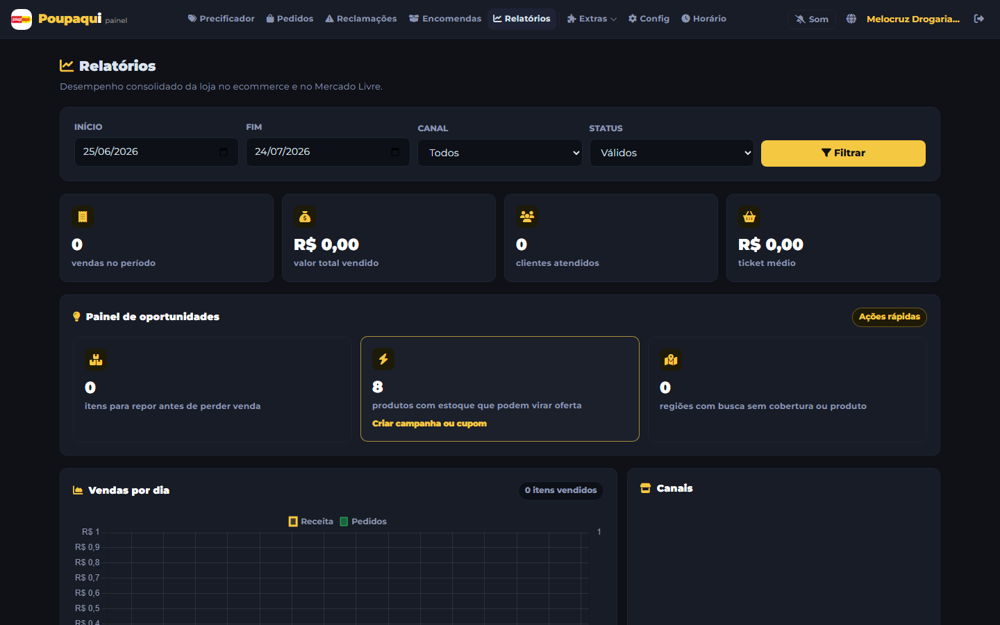 Poupaqui painel
Precificador
Pedidos
Reclamações
Encomendas
Relatórios
Extras
Config
Horário
Som
Melocruz Drogaria...
Relatórios
Desempenho consolidado da loja no ecommerce e no Mercado Livre.
INÍCIO
FIM
CANAL
STATUS
25/06/2026
24/07/2026
Todos
Válidos
Filtrar
0
vendas no período
R$ 0,00
valor total vendido
0
clientes atendidos
R$ 0,00
ticket médio
Painel de oportunidades
Ações rápidas
0
itens para repor antes de perder venda
8
produtos com estoque que podem virar oferta
Criar campanha ou cupom
0
regiões com busca sem cobertura ou produto
Vendas por dia
0 itens vendidos
Canais
Receita
Pedidos
R$ 1
1
R$ 0,9
R$ 0,8
R$ 0,7
R$ 0,6
R$ 0,5
R$ 0,4